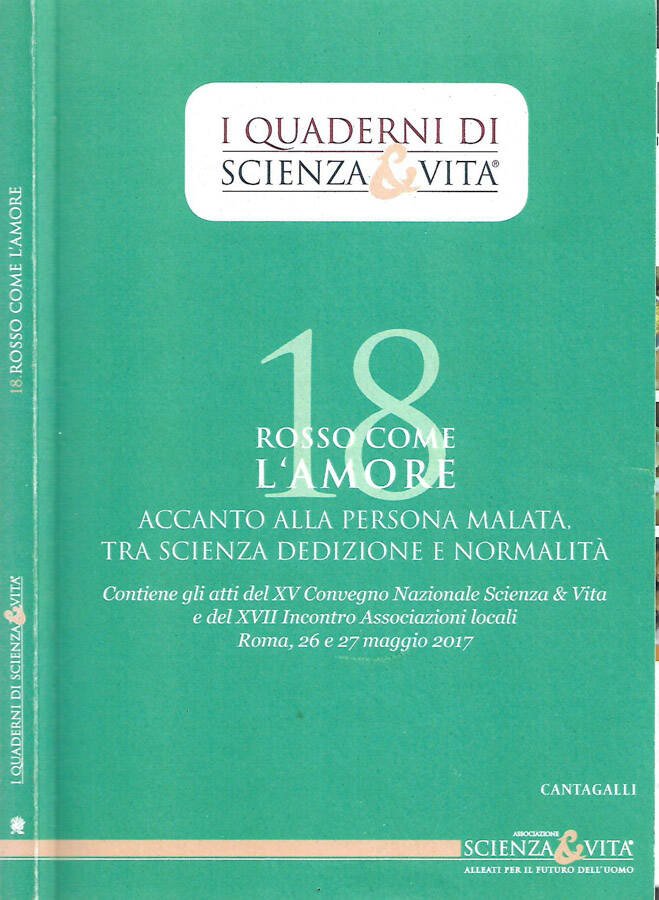 I QUADERNI DI
SCIENZA&VITA®
18
ROSSO COME
L'AMORE
ACCANTO ALLA PERSONA MALATA,
TRA SCIENZA DEDIZIONE E NORMALITÀ
Contiene gli atti del XV Convegno Nazionale Scienza & Vita
e del XVII Incontro Associazioni locali
Roma, 26 e 27 maggio 2017
CANTAGALLI
ASSOCIAZIONE
SCIENZA&VITA®
ALLEATI PER IL FUTURO DELL'UOMO
18. ROSSO COME L'AMORE
I QUADERNI DI SCIENZA&VITA®